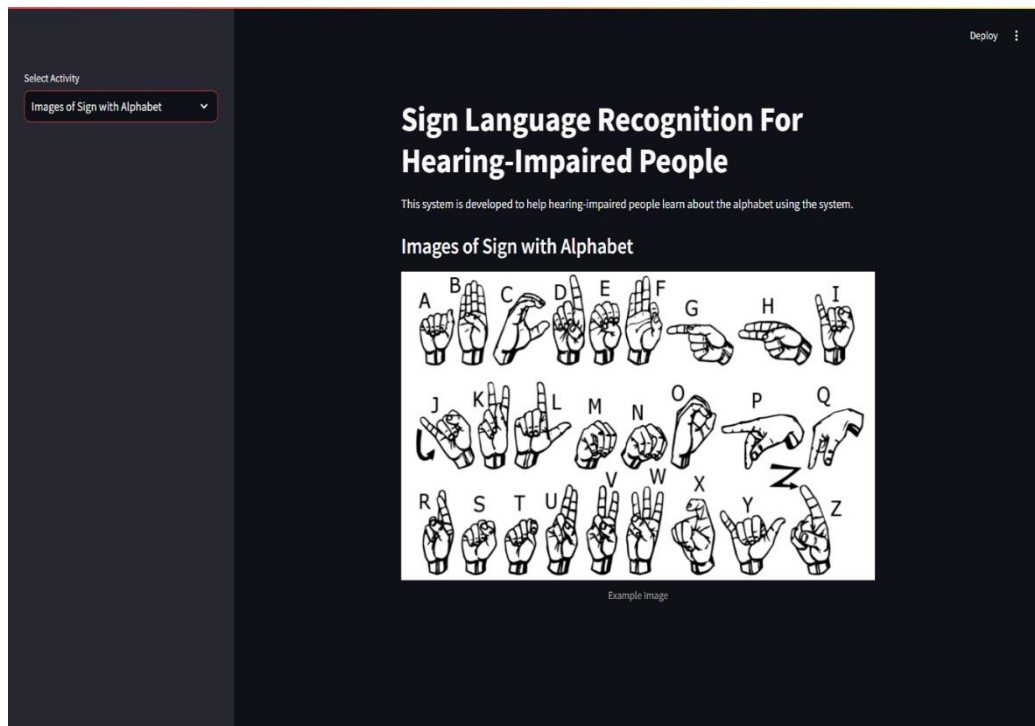 Deploy
Select Activity
Images of Sign with Alphabet
Sign Language Recognition For
Hearing-Impaired People
This system is developed to help hearing-impaired people learn about the alphabet using the system.
Images of Sign with Alphabet
A B C D E F G H I
J K L M N O P Q
R S T U V W X Y Z
Example Image